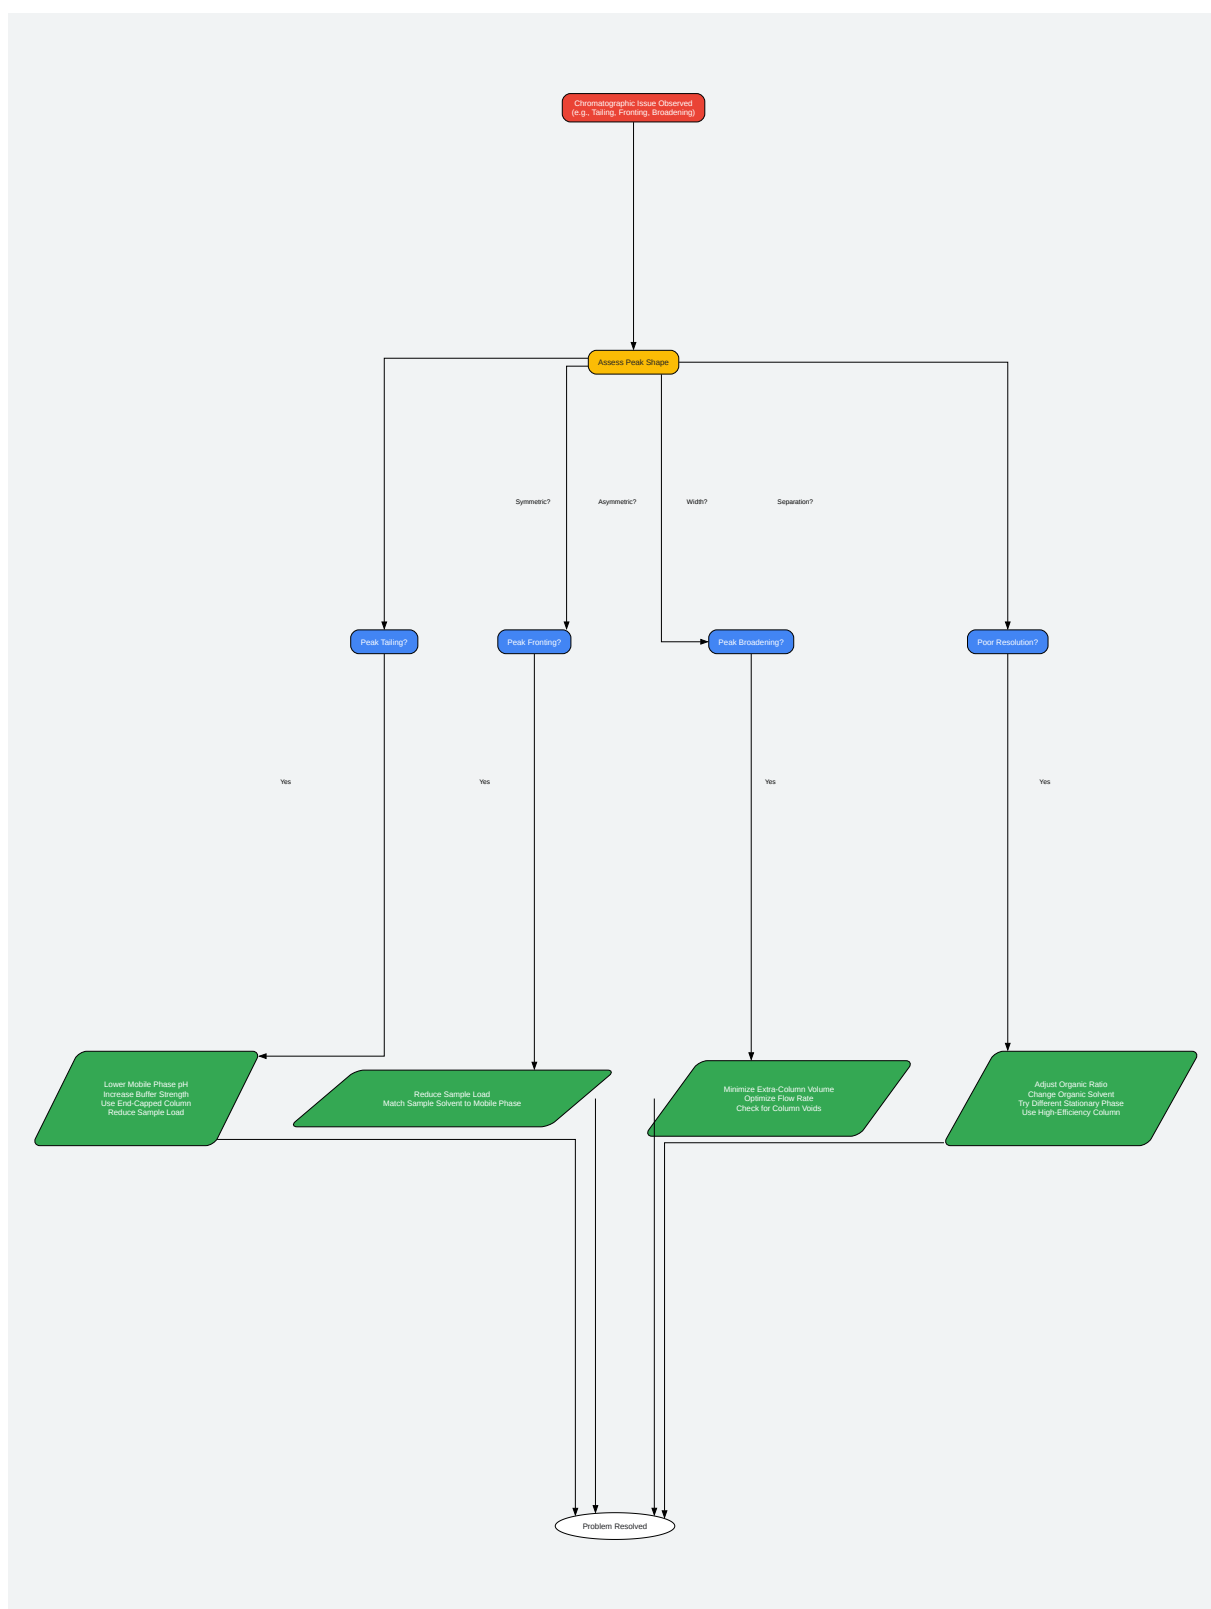 Chromatographic Issue Observed
(e.g., Tailing, Fronting, Broadening)
Assess Peak Shape
Symmetric?
Asymmetric?
Width?
Separation?
Peak Tailing?
Peak Fronting?
Peak Broadening?
Poor Resolution?
Yes
Yes
Yes
Yes
Lower Mobile Phase pH
Increase Buffer Strength
Use End-Capped Column
Reduce Sample Load
Reduce Sample Load
Match Sample Solvent to Mobile Phase
Minimize Extra-Column Volume
Optimize Flow Rate
Check for Column Voids
Adjust Organic Ratio
Change Organic Solvent
Try Different Stationary Phase
Use High-Efficiency Column
Problem Resolved